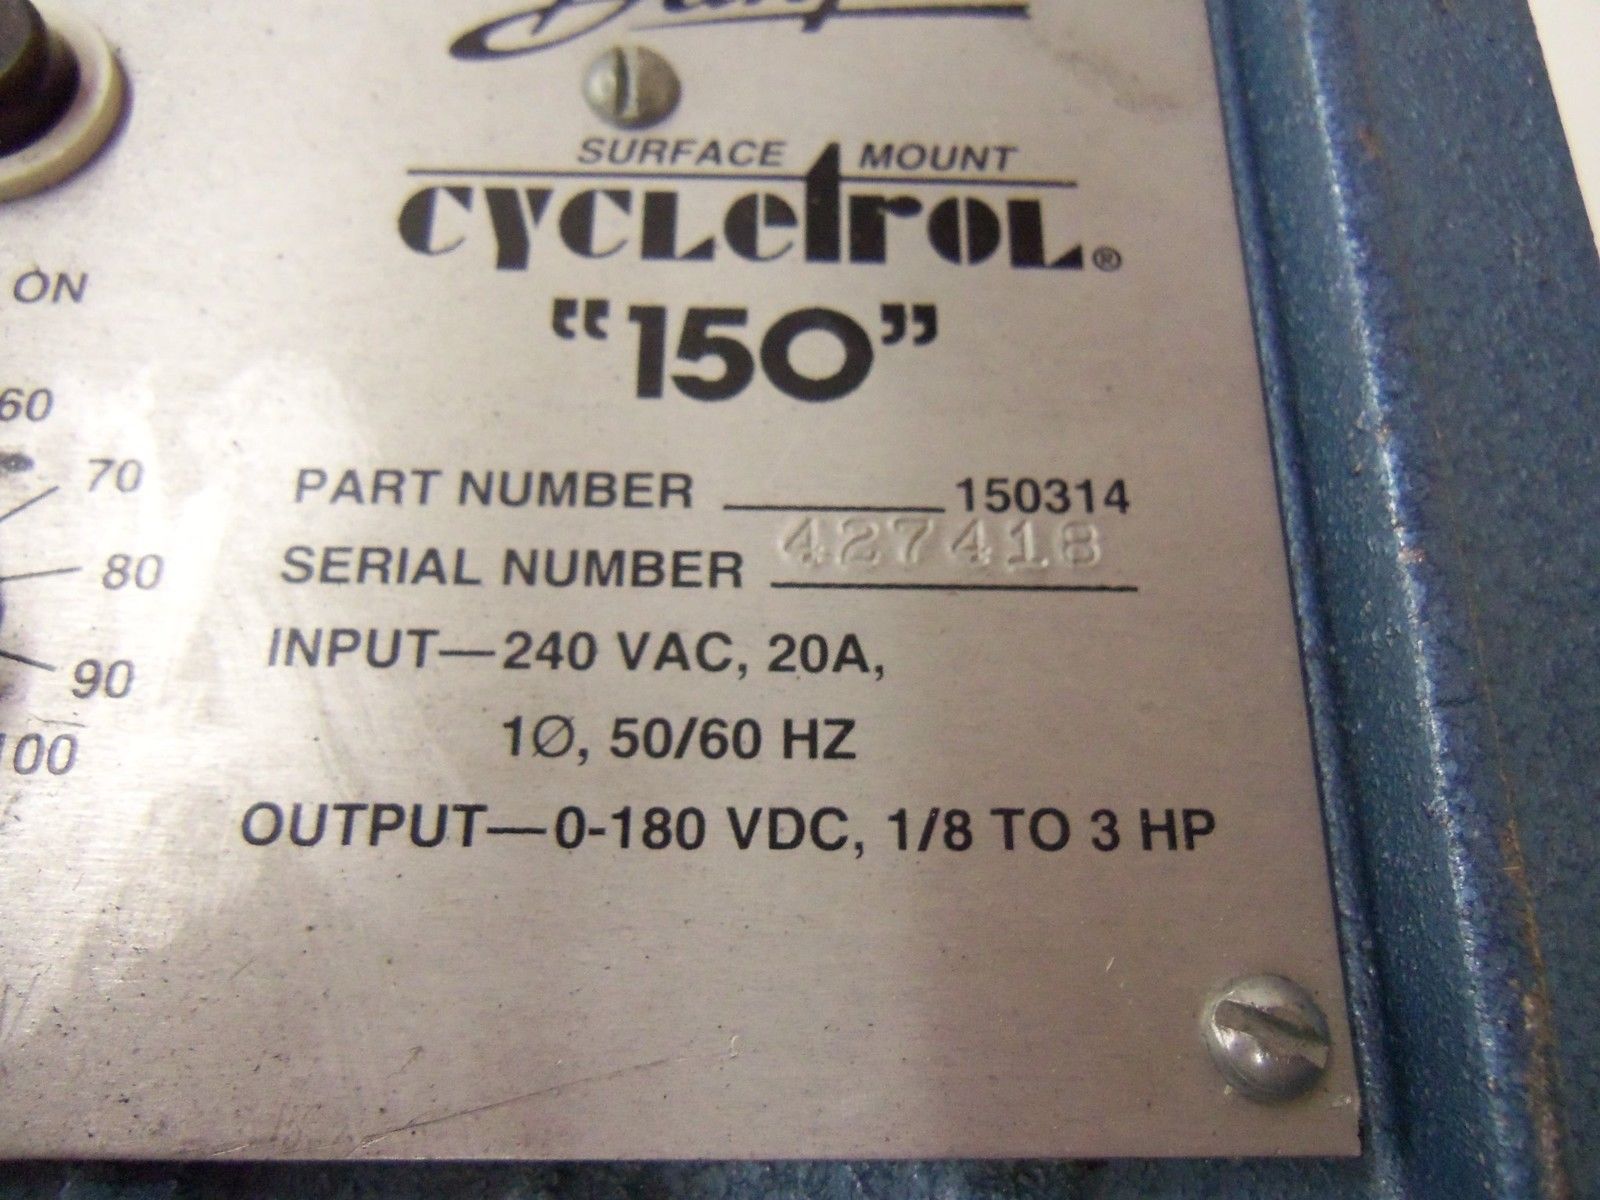 SURFACE MOUNT
CYCLETROL®
"150"
ON
60
70
80
90
100
PART NUMBER ________ 150314
SERIAL NUMBER 427418
INPUT—240 VAC, 20A,
1Ø, 50/60 HZ
OUTPUT—0-180 VDC, 1/8 TO 3 HP